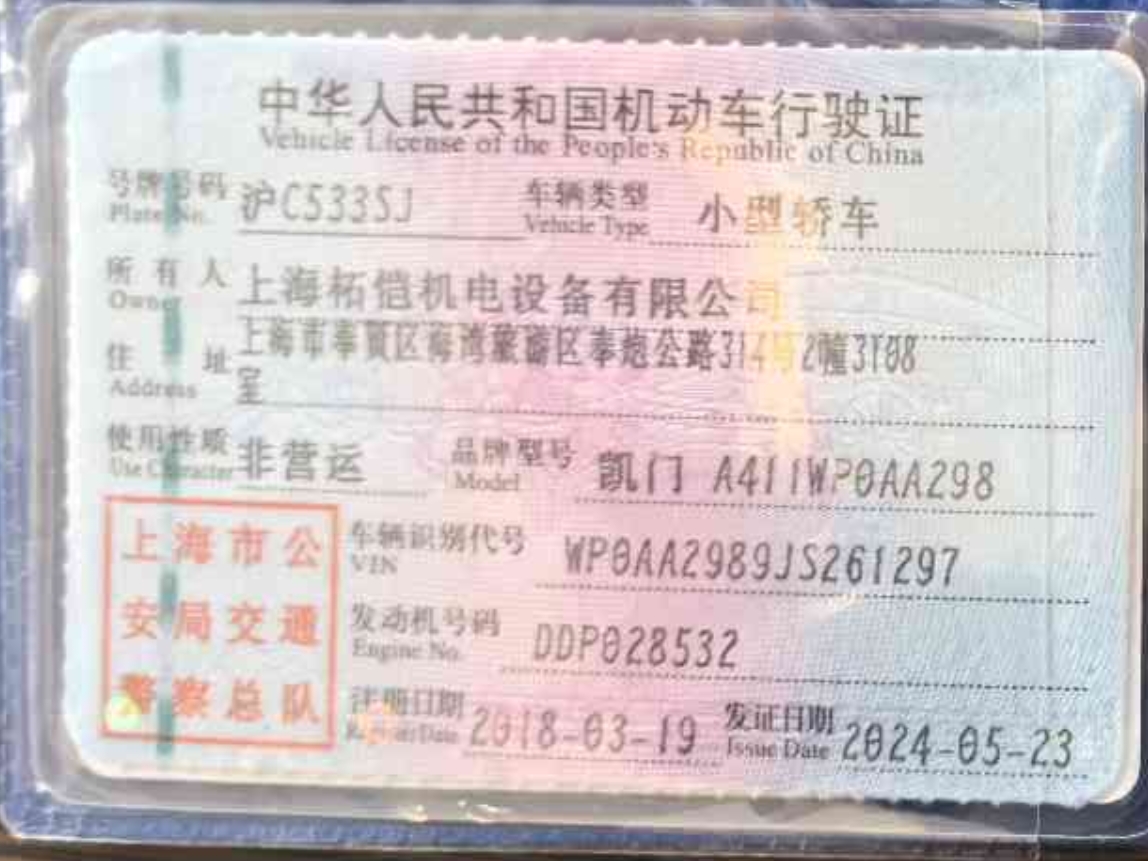 中华人民共和国机动车行驶证
Vehicle License of the People's Republic of China
号牌号码 沪C5335J 车辆类型 小型轿车
Plate No. Vehicle Type
所有人 上海柘恺机电设备有限公司
Owner
住址 上海市奉贤区海湾旅游区奉炮公路314号2幢3108
Address 室
使用性质 非营运 品牌型号 凯门 A411WP0AA298
Use Character Model
上海市公 车辆识别代号 WP0AA2989JS261297
VIN
安局交通 发动机号码 DDP028532
Engine No.
警察总队 注册日期 2018-03-19 发证日期 2024-05-23
Register Date Issue Date